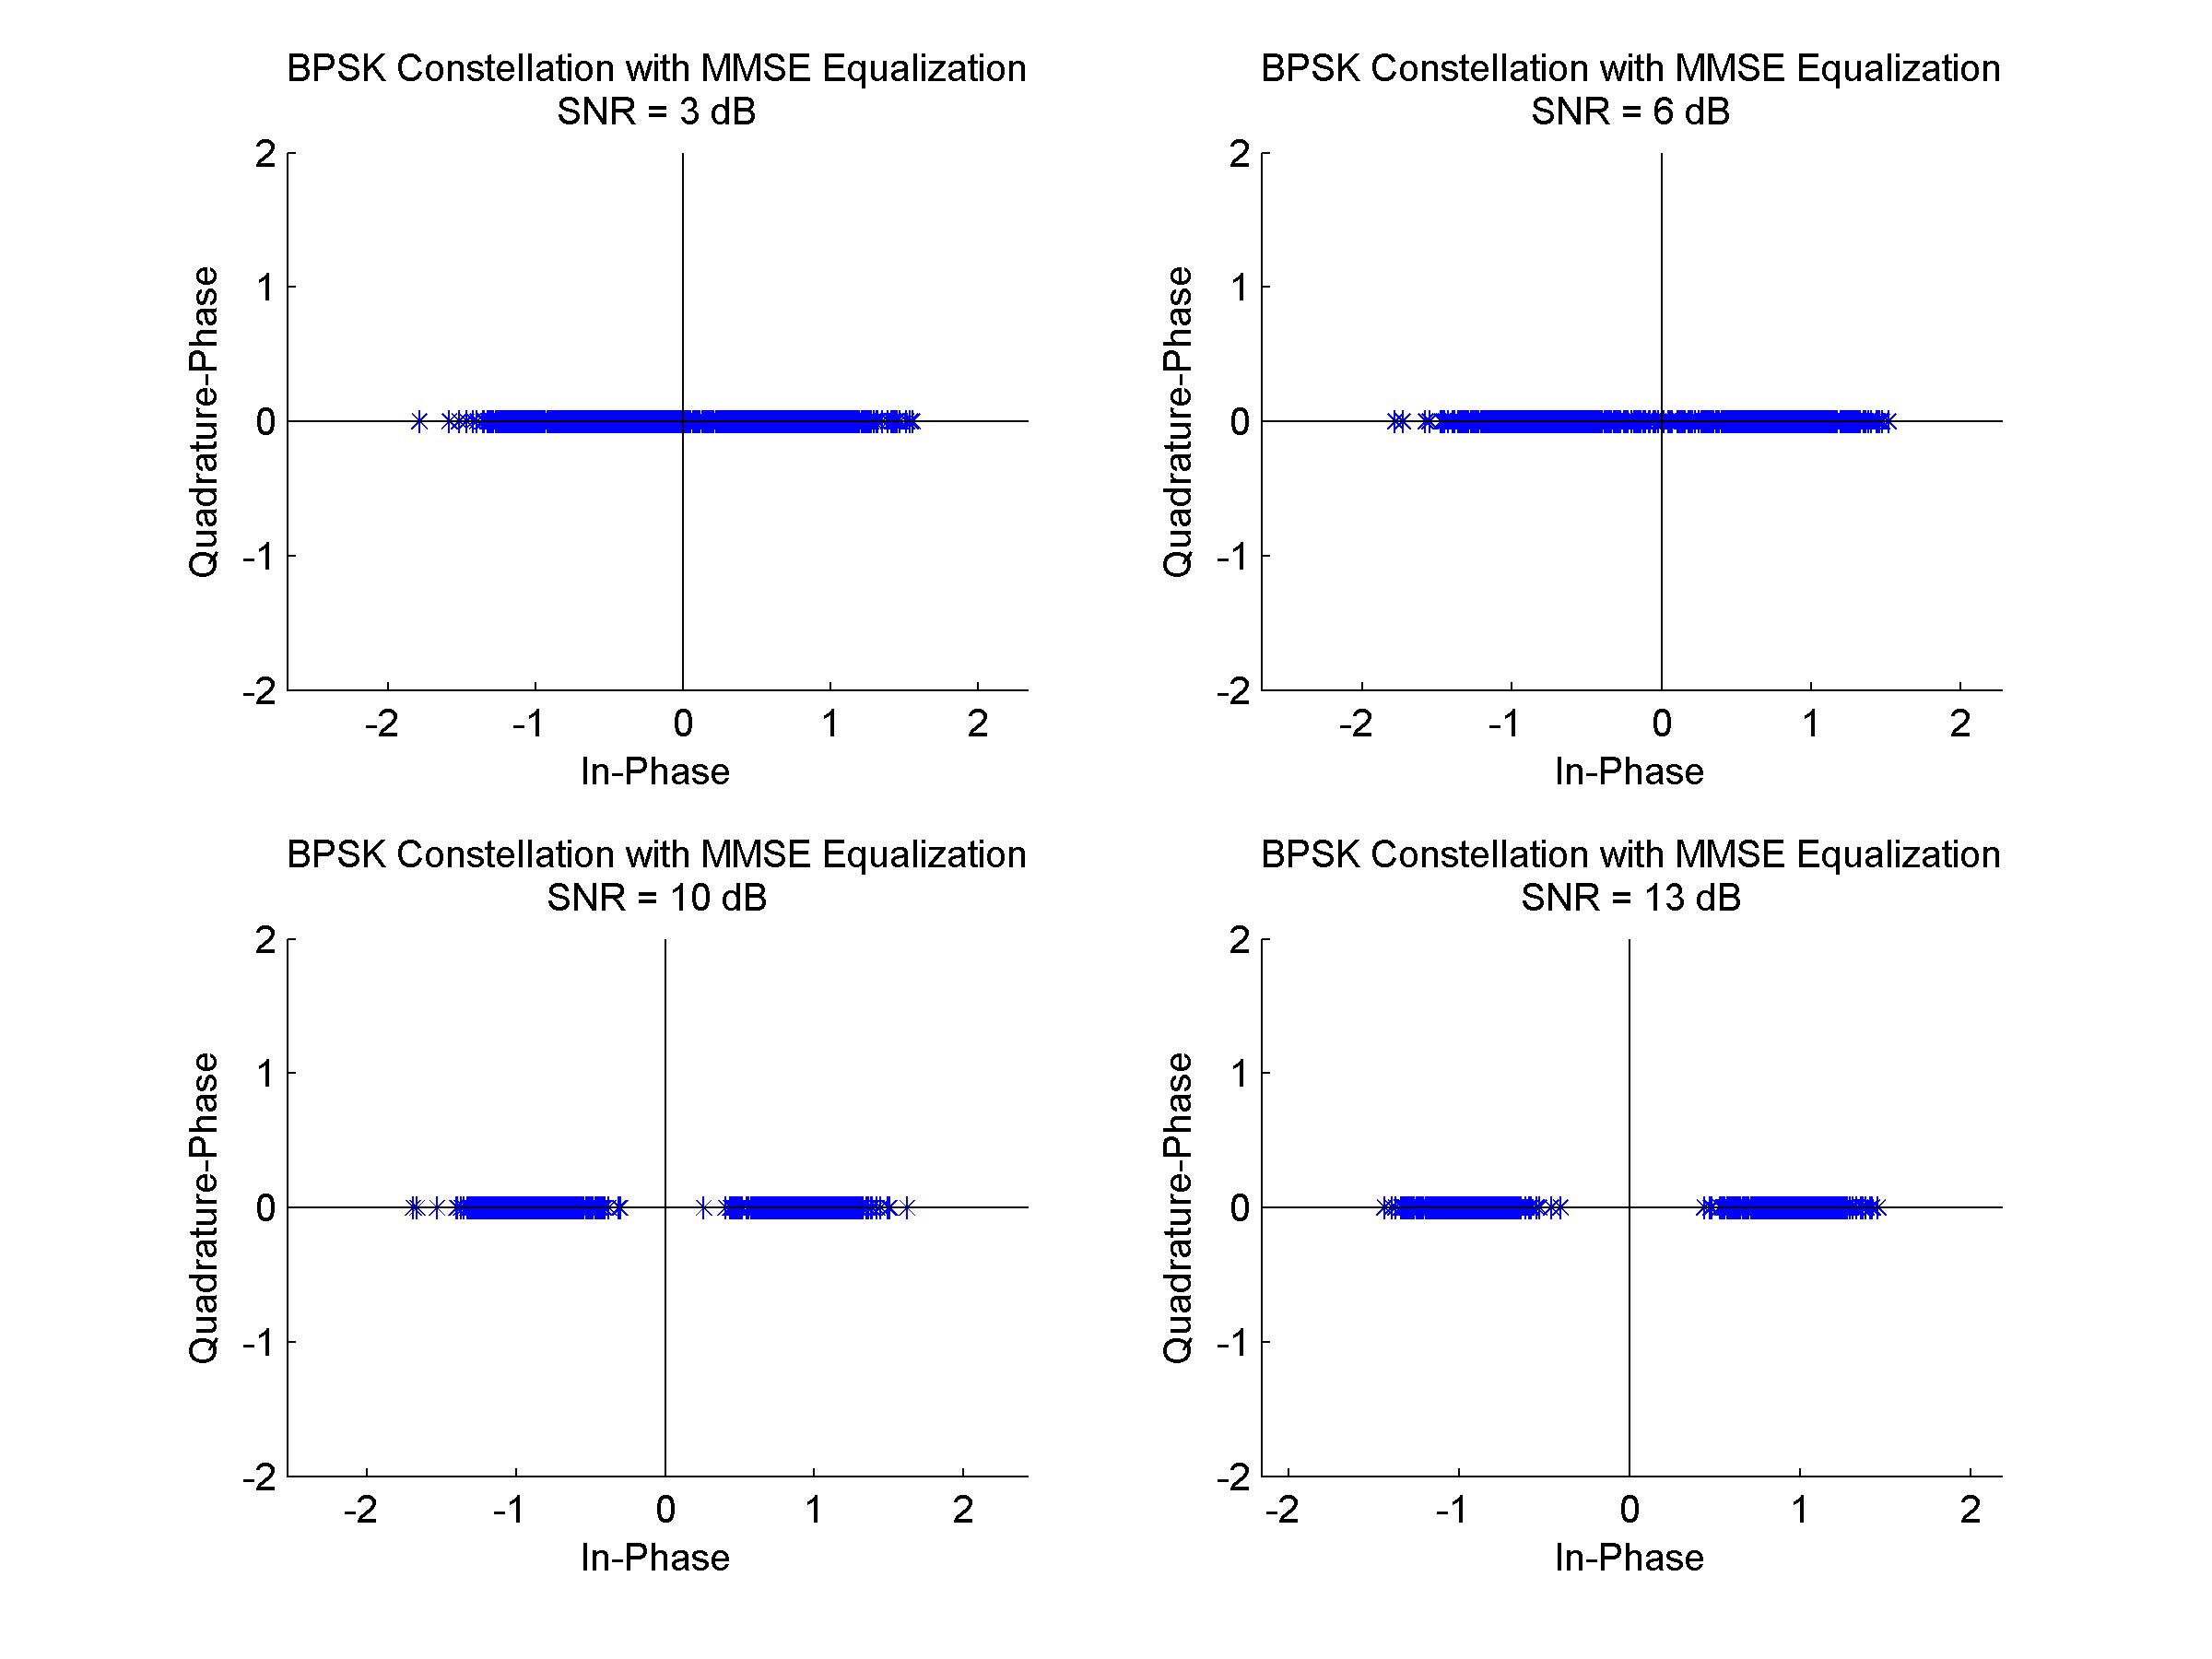 BPSK Constellation with MMSE Equalization
SNR = 3 dB
2
1
0
-1
-2
Quadrature-Phase
-2 -1 0 1 2
In-Phase
BPSK Constellation with MMSE Equalization
SNR = 6 dB
2
1
0
-1
-2
Quadrature-Phase
-2 -1 0 1 2
In-Phase
BPSK Constellation with MMSE Equalization
SNR = 10 dB
2
1
0
-1
-2
Quadrature-Phase
-2 -1 0 1 2
In-Phase
BPSK Constellation with MMSE Equalization
SNR = 13 dB
2
1
0
-1
-2
Quadrature-Phase
-2 -1 0 1 2
In-Phase